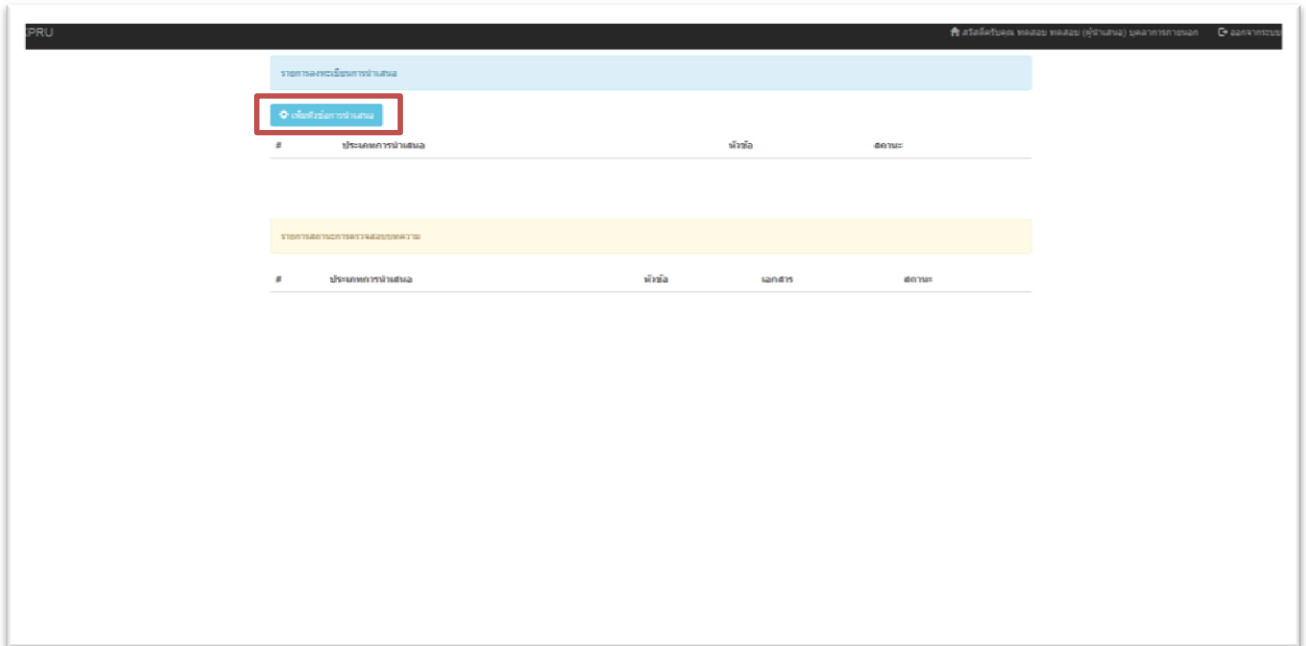 PRU
สวัสดีครับคุณ ทดสอบ ทดสอบ (ผู้นำเสนอ) บุคลากรภายนอก ออกจากระบบ
รายการลงทะเบียนการนำเสนอ
เพิ่มหัวข้อการนำเสนอ
# ประเภทการนำเสนอ หัวข้อ สถานะ
รายการสถานะการตรวจสอบบทความ
# ประเภทการนำเสนอ หัวข้อ เอกสาร สถานะ